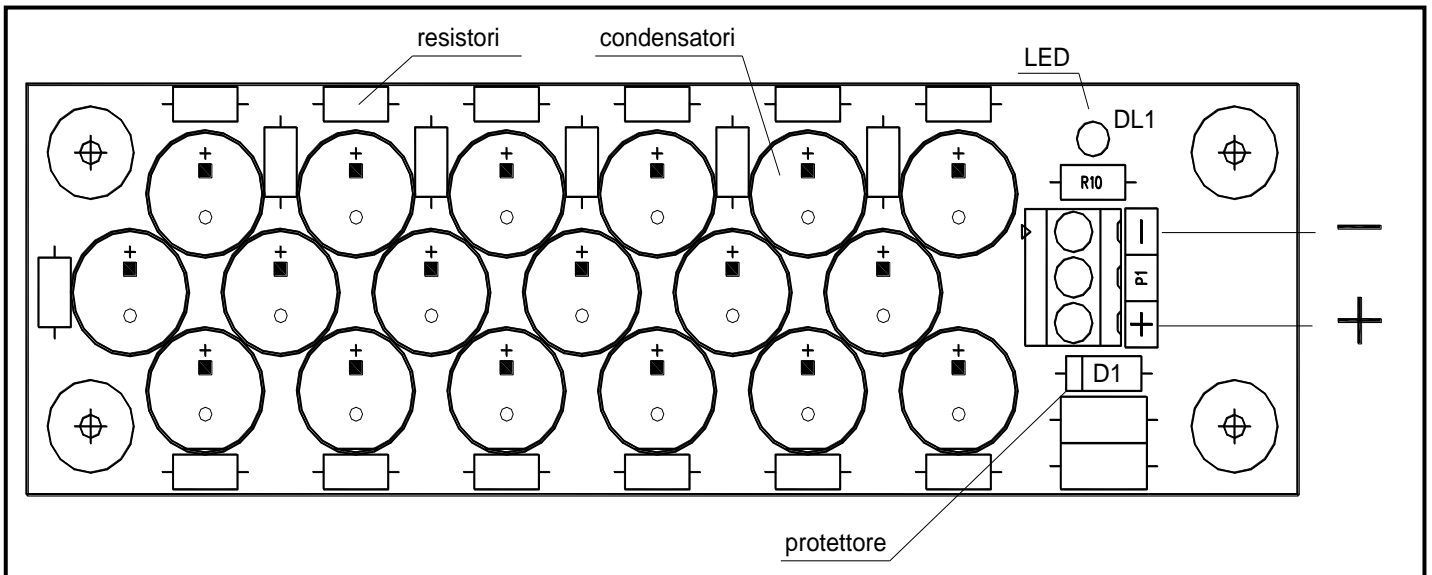 resistori
condensatori
LED
DL1
R10
−
P1
+
−
+
D1
protettore
+ + + + + +
+ + + + + +
+ + + + + +